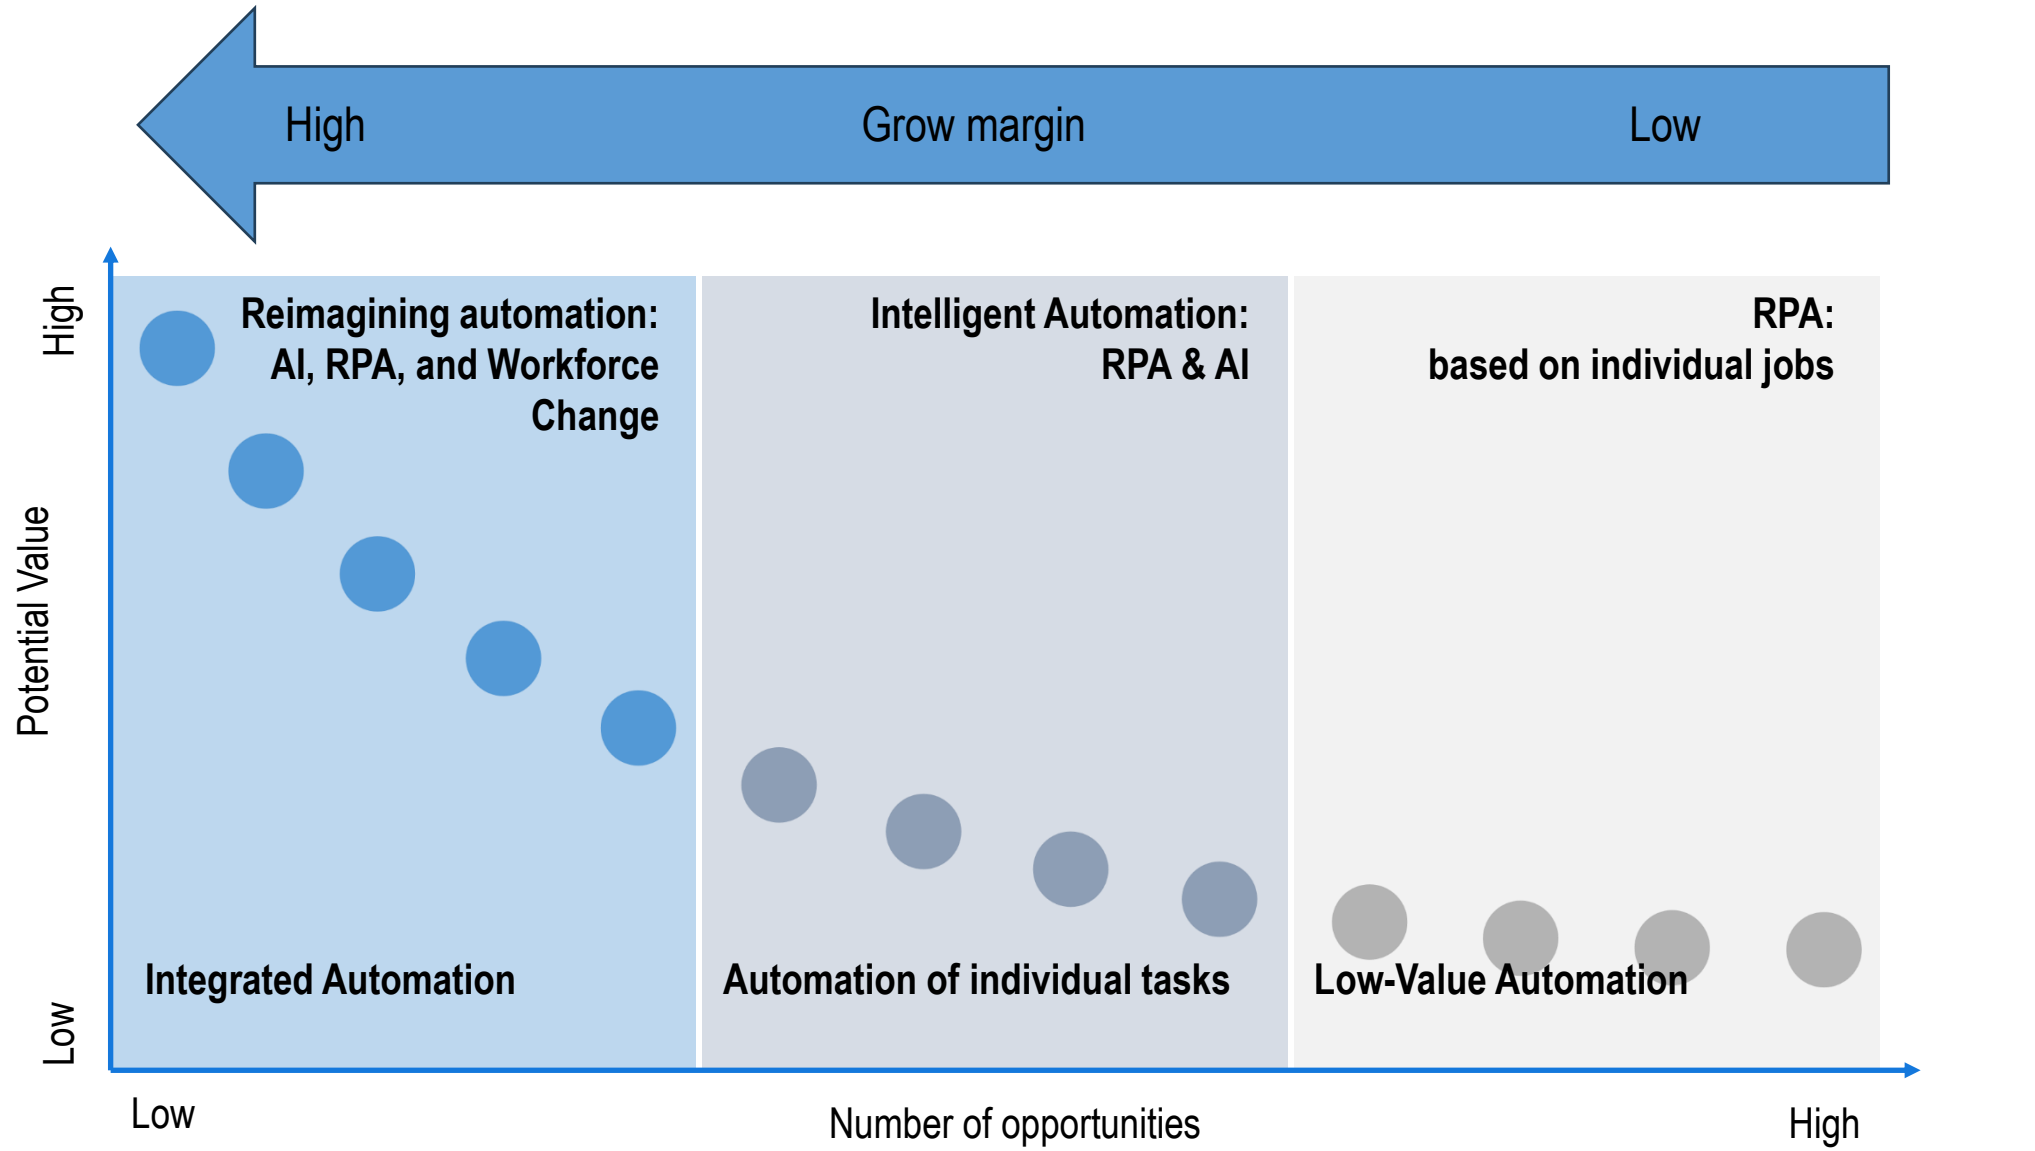 High
Grow margin
Low
High
Potential Value
Low
Reimagining automation:
AI, RPA, and Workforce
Change
Integrated Automation
Intelligent Automation:
RPA & AI
Automation of individual tasks
RPA:
based on individual jobs
Low-Value Automation
Low
Number of opportunities
High